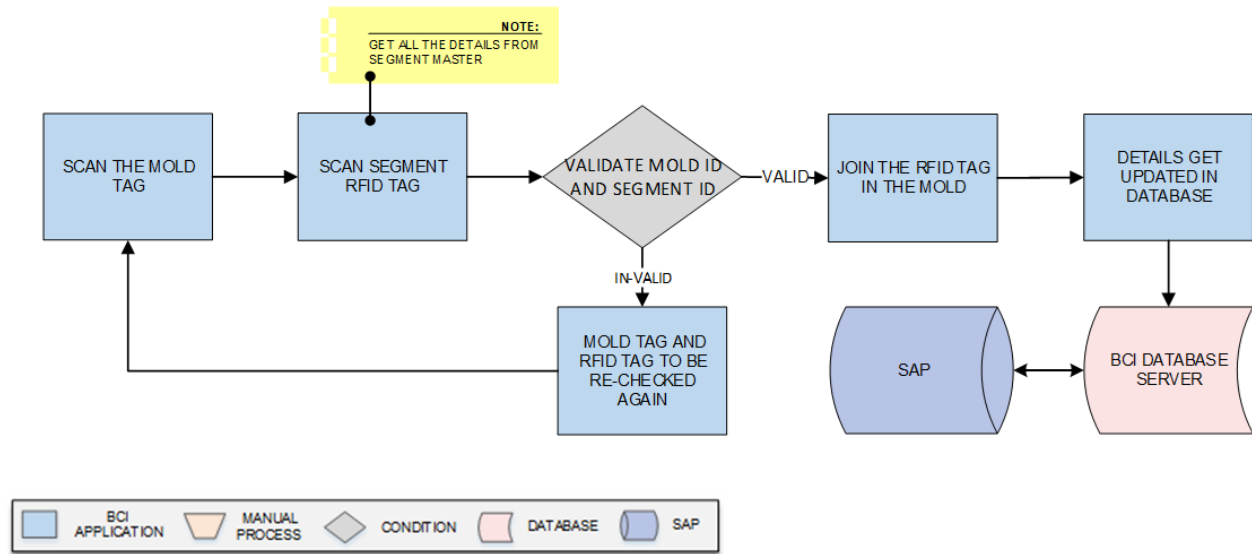 NOTE:
GET ALL THE DETAILS FROM
SEGMENT MASTER
SCAN THE MOLD
TAG
SCAN SEGMENT
RFID TAG
VALIDATE MOLD ID
AND SEGMENT ID
VALID
JOIN THE RFID TAG
IN THE MOLD
DETAILS GET
UPDATED IN
DATABASE
IN-VALID
MOLD TAG AND
RFID TAG TO BE
RE-CHECKED
AGAIN
SAP
BCI DATABASE
SERVER
BCI
APPLICATION
MANUAL
PROCESS
CONDITION
DATABASE
SAP